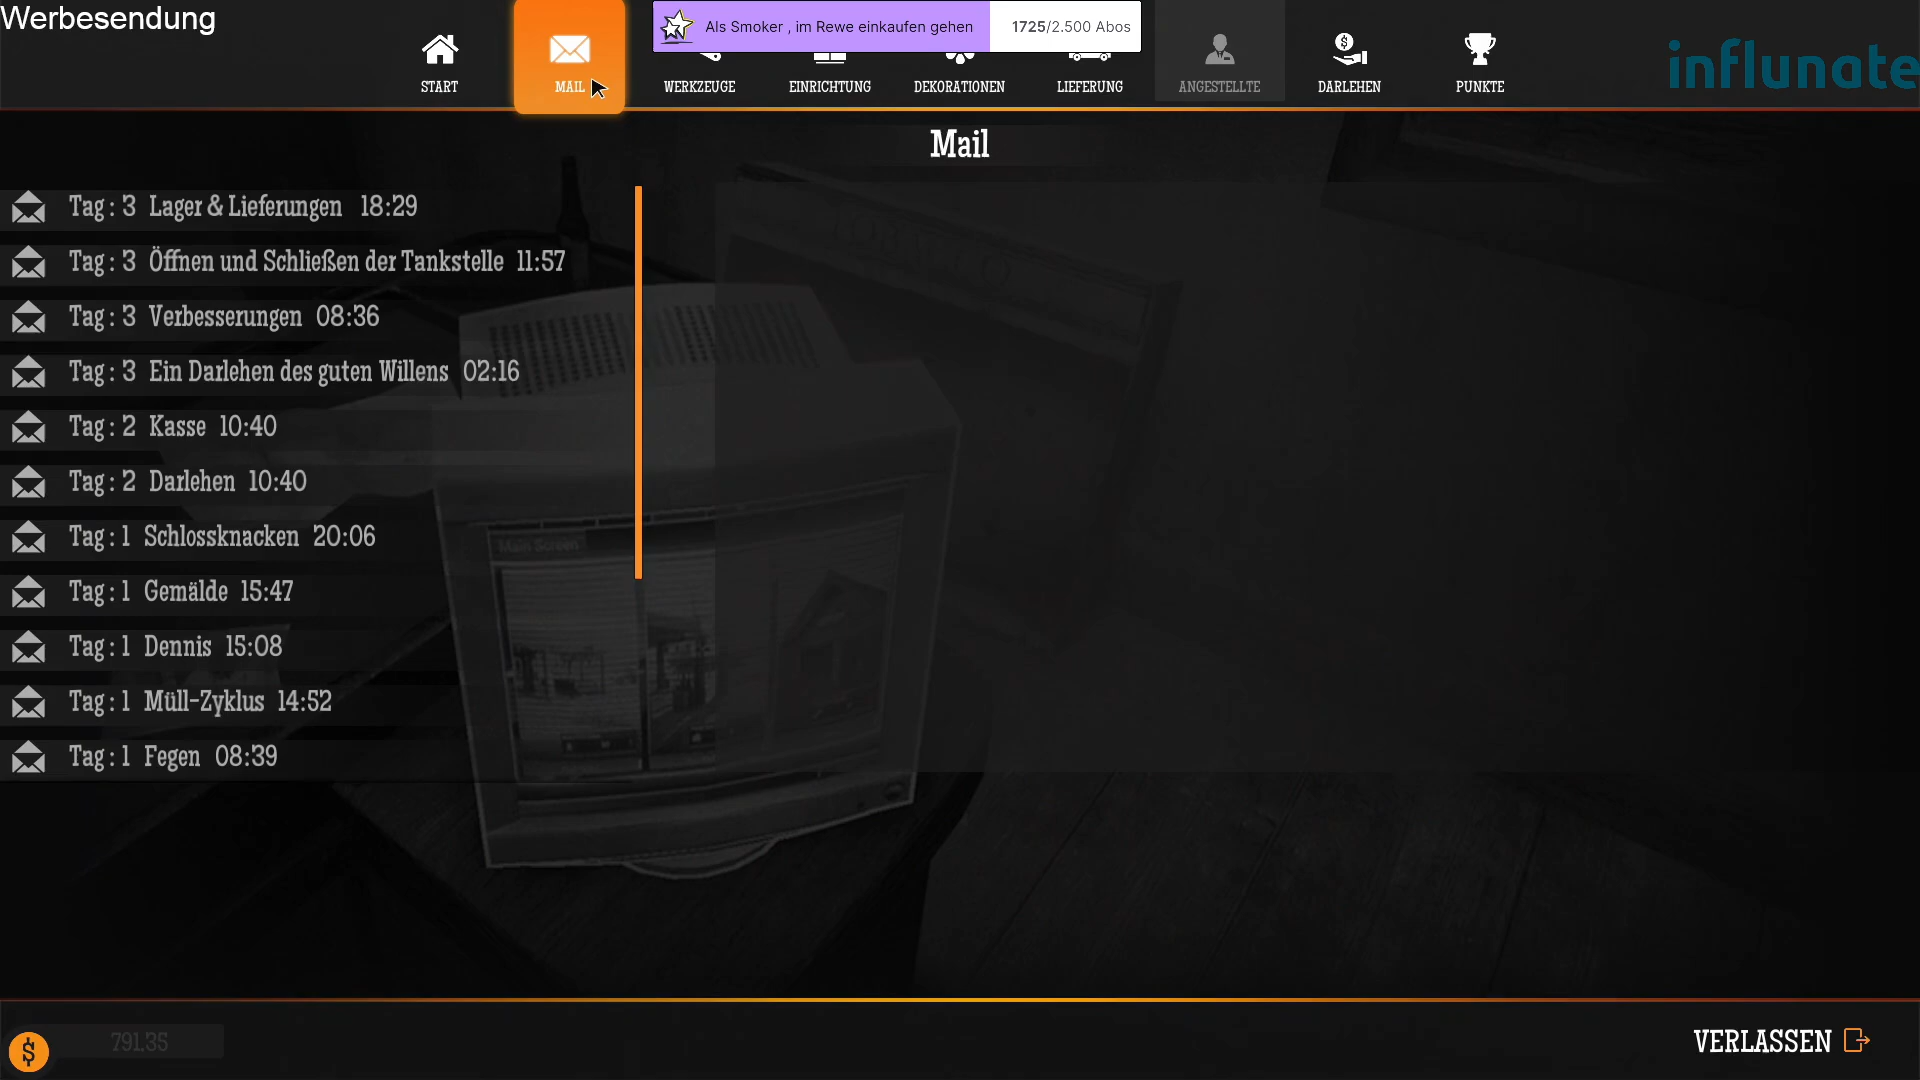 Werbesendung
Als Smoker , im Rewe einkaufen gehen 1725/2.500 Abos
influnate
START MAIL WERKZEUGE EINRICHTUNG DEKORATIONEN LIEFERUNG ANGESTELLTE DARLEHEN PUNKTE
Mail
Tag : 3 Lager & Lieferungen 18:29
Tag : 3 Öffnen und Schließen der Tankstelle 11:57
Tag : 3 Verbesserungen 08:36
Tag : 3 Ein Darlehen des guten Willens 02:16
Tag : 2 Kasse 10:40
Tag : 2 Darlehen 10:40
Tag : 1 Schlossknacken 20:06
Tag : 1 Gemälde 15:47
Tag : 1 Dennis 15:08
Tag : 1 Müll-Zyklus 14:52
Tag : 1 Fegen 08:39
Main Screen
791.35
VERLASSEN